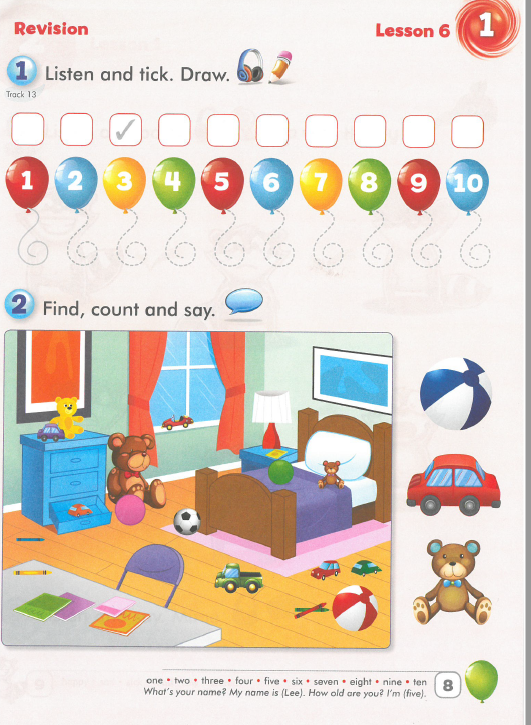 Revision
Lesson 6 1
1 Listen and tick. Draw.
Track 13
1 2 3 4 5 6 7 8 9 10
2 Find, count and say.
one • two • three • four • five • six • seven • eight • nine • ten
What's your name? My name is (Lee). How old are you? I'm (five).
8